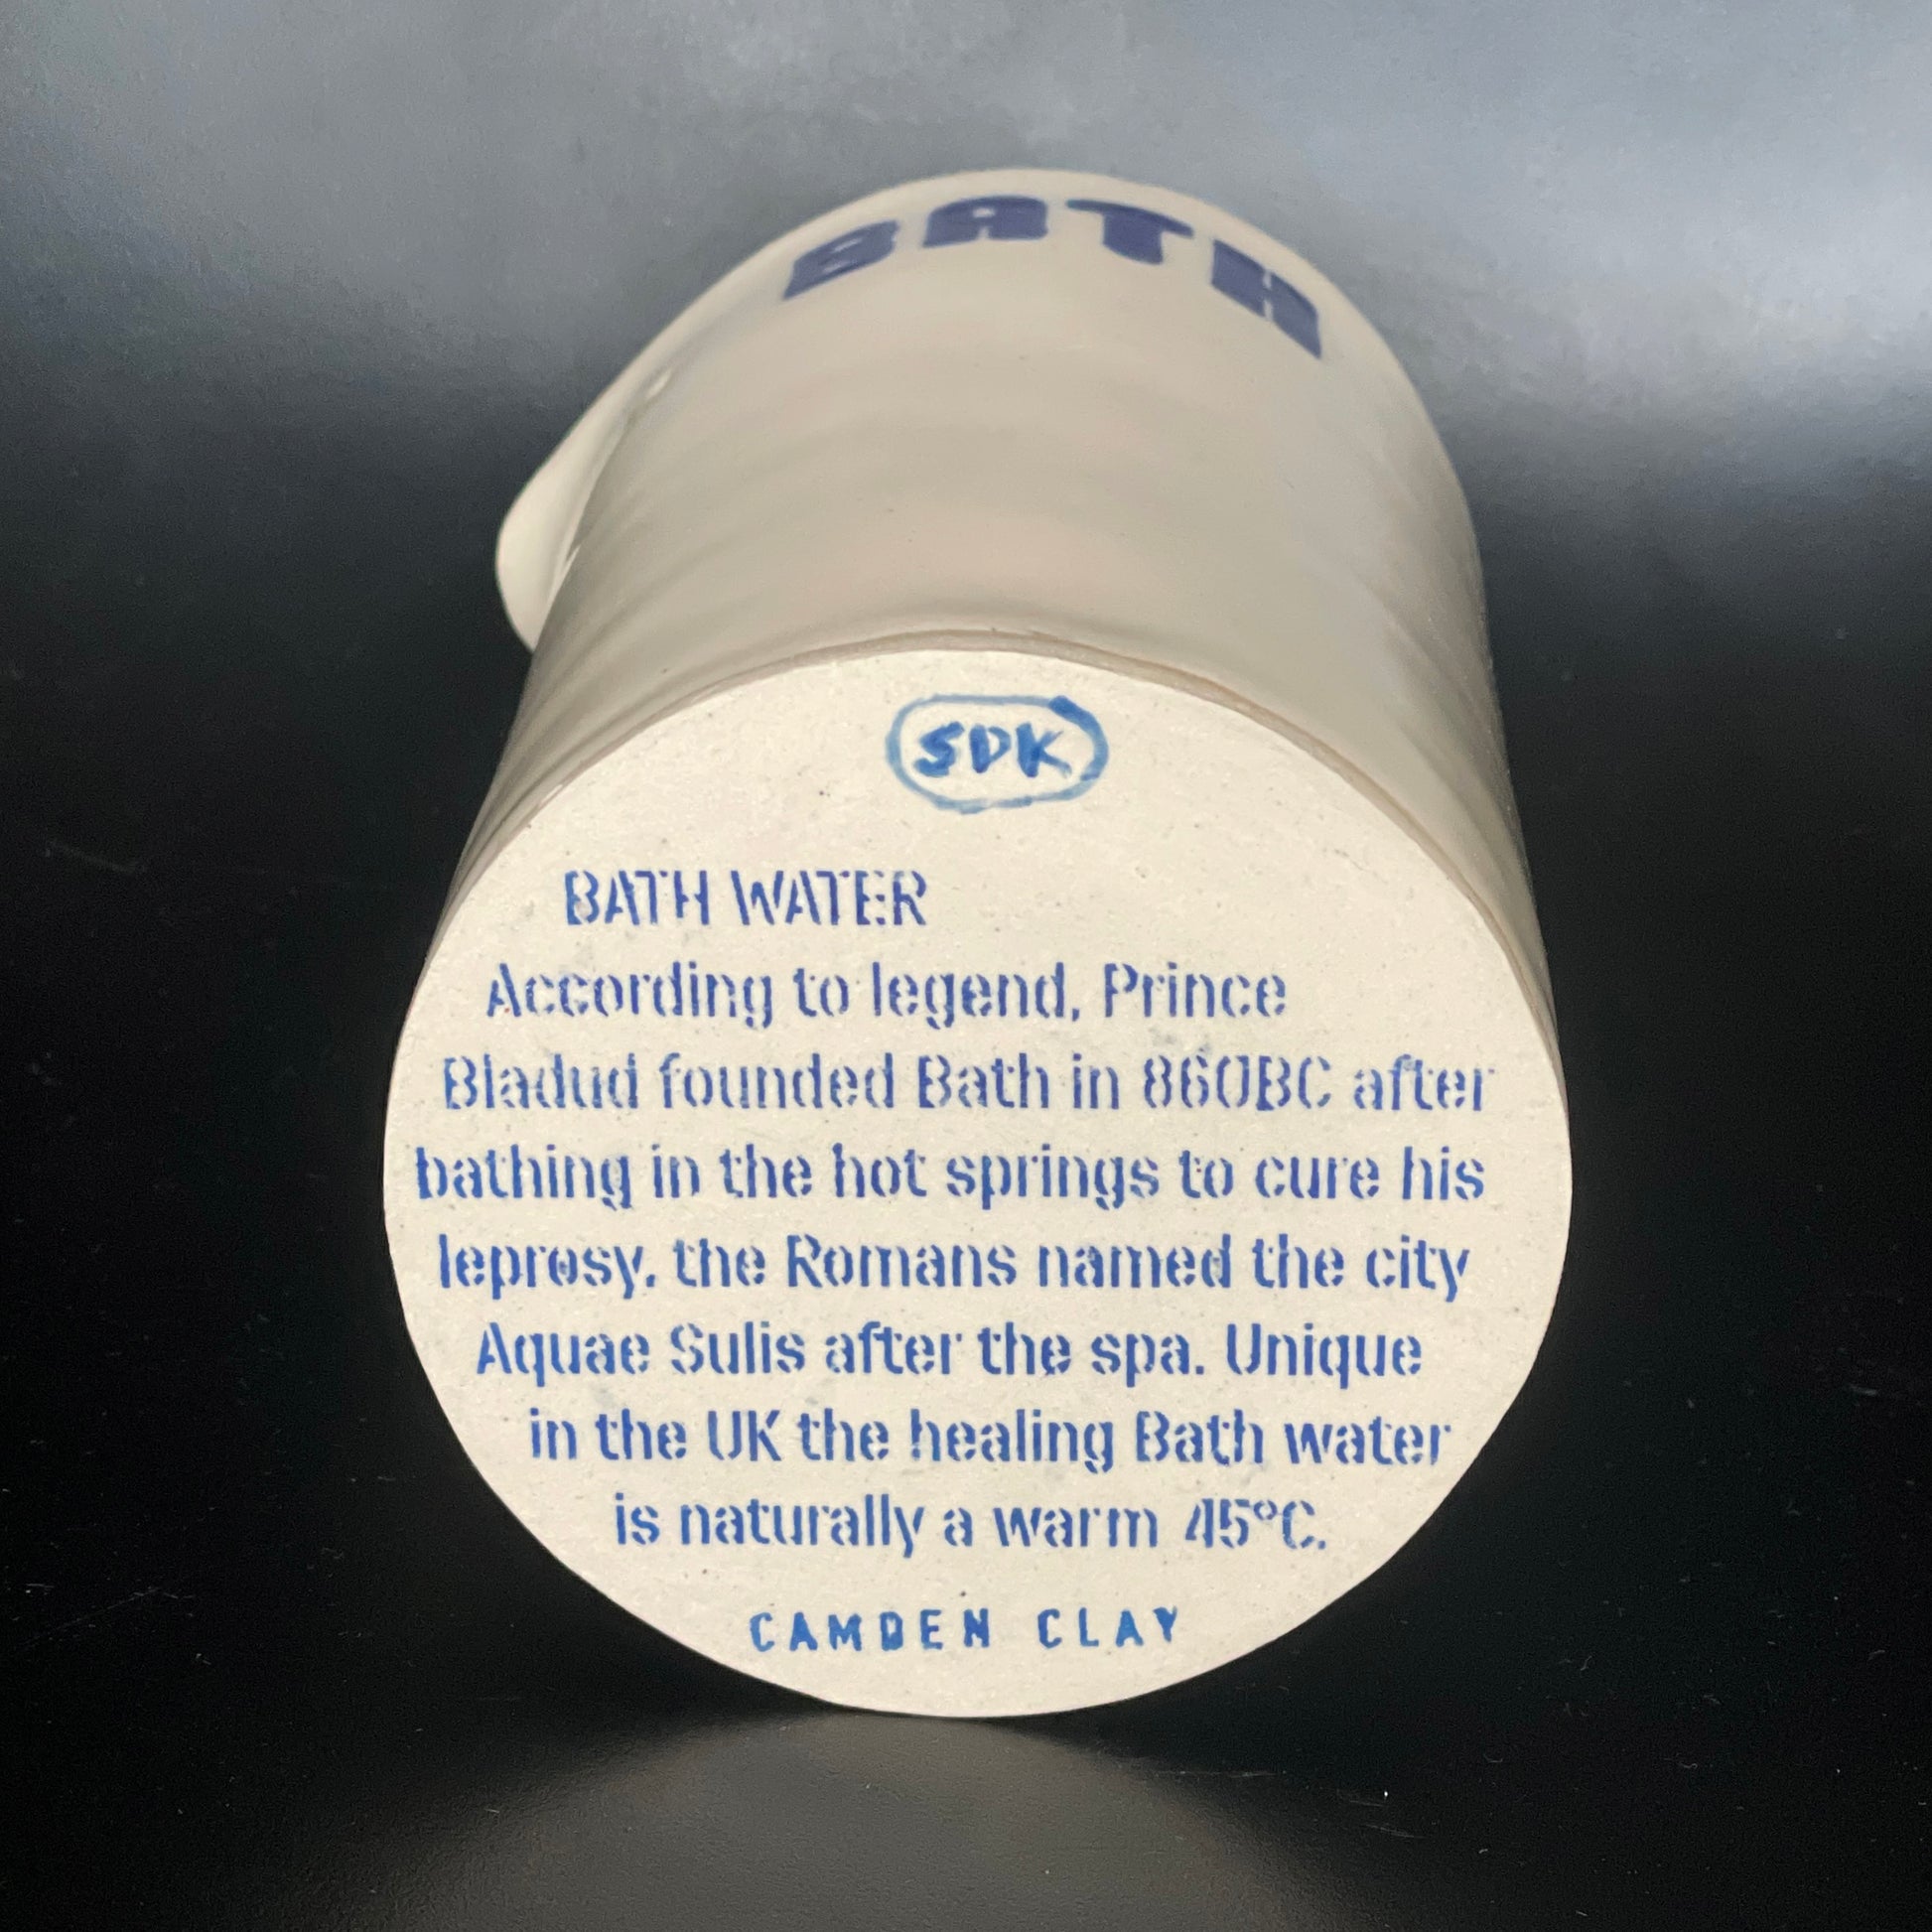 BATH
SDK
BATH WATER
According to legend, Prince
Bladud founded Bath in 860BC after
bathing in the hot springs to cure his
leprosy. the Romans named the city
Aquae Sulis after the spa. Unique
in the UK the healing Bath water
is naturally a warm 45°C.
CAMDEN CLAY